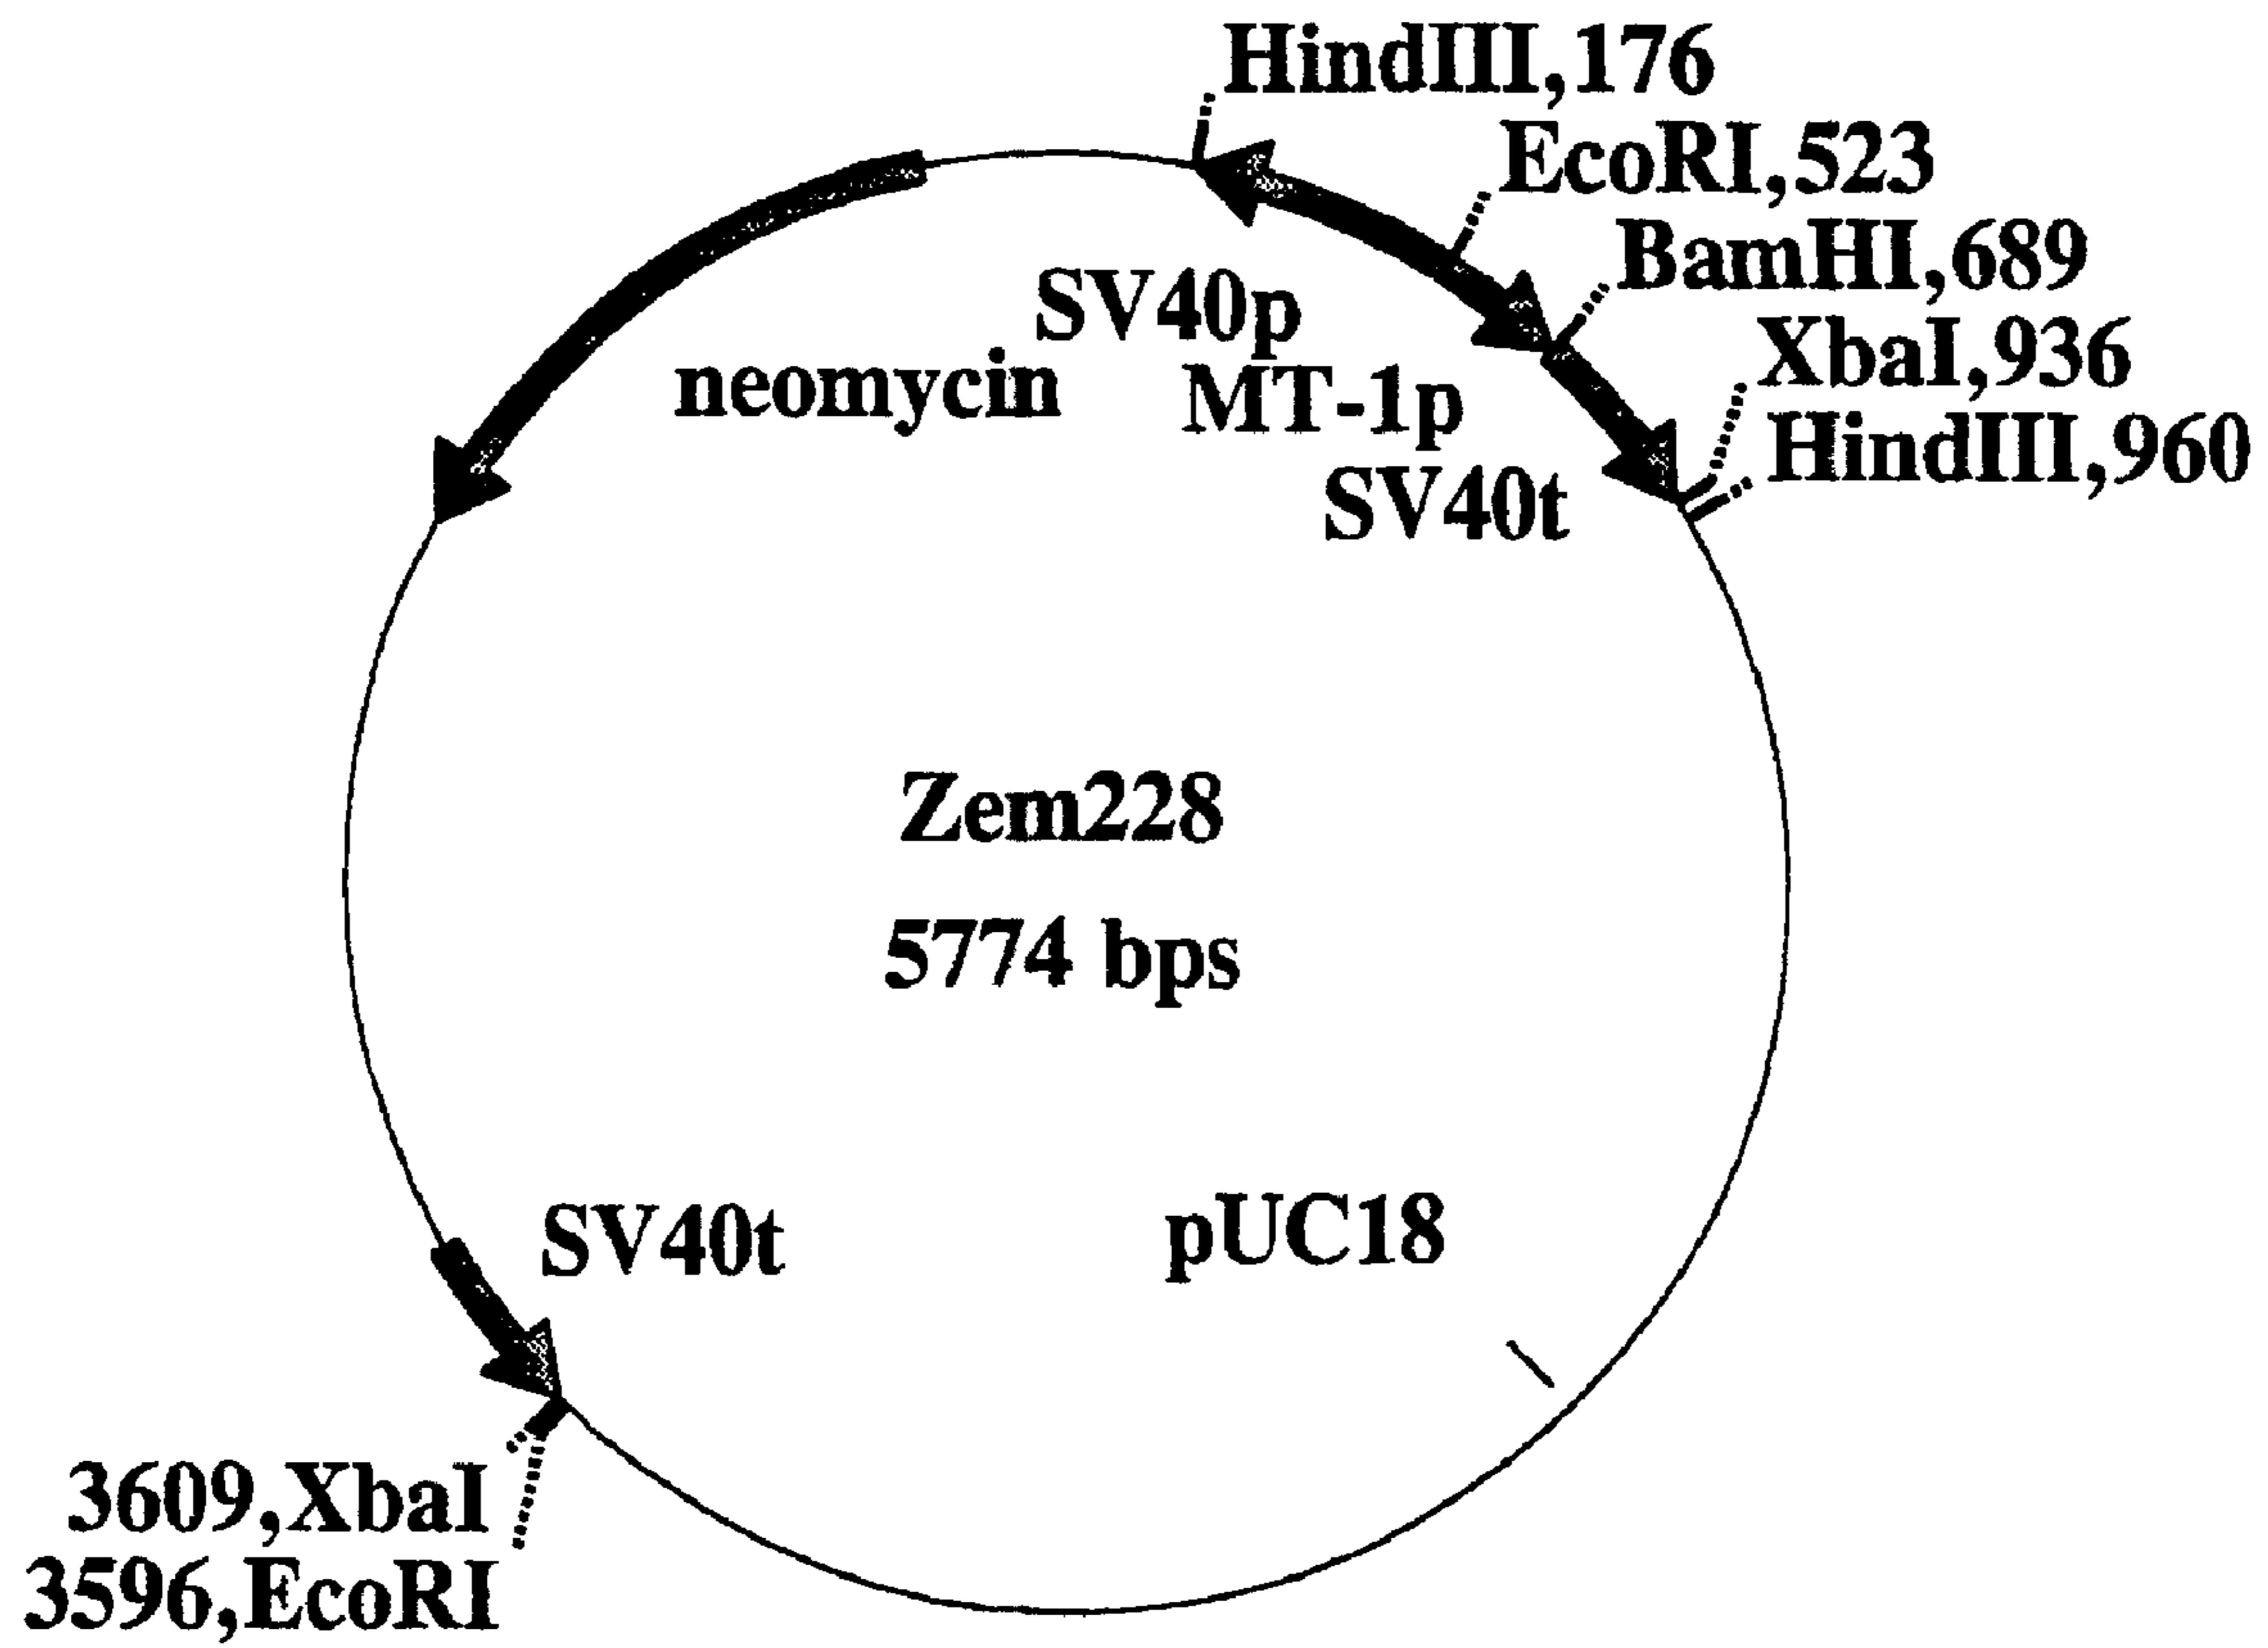 HindIII,176
EcoRI,523
BamHI,689
XbaI,936
HindIII,960
SV40p
neomycin
MT-1p
SV40t
Zem228
5774 bps
SV40t
pUC18
3609,XbaI
3596,EcoRI